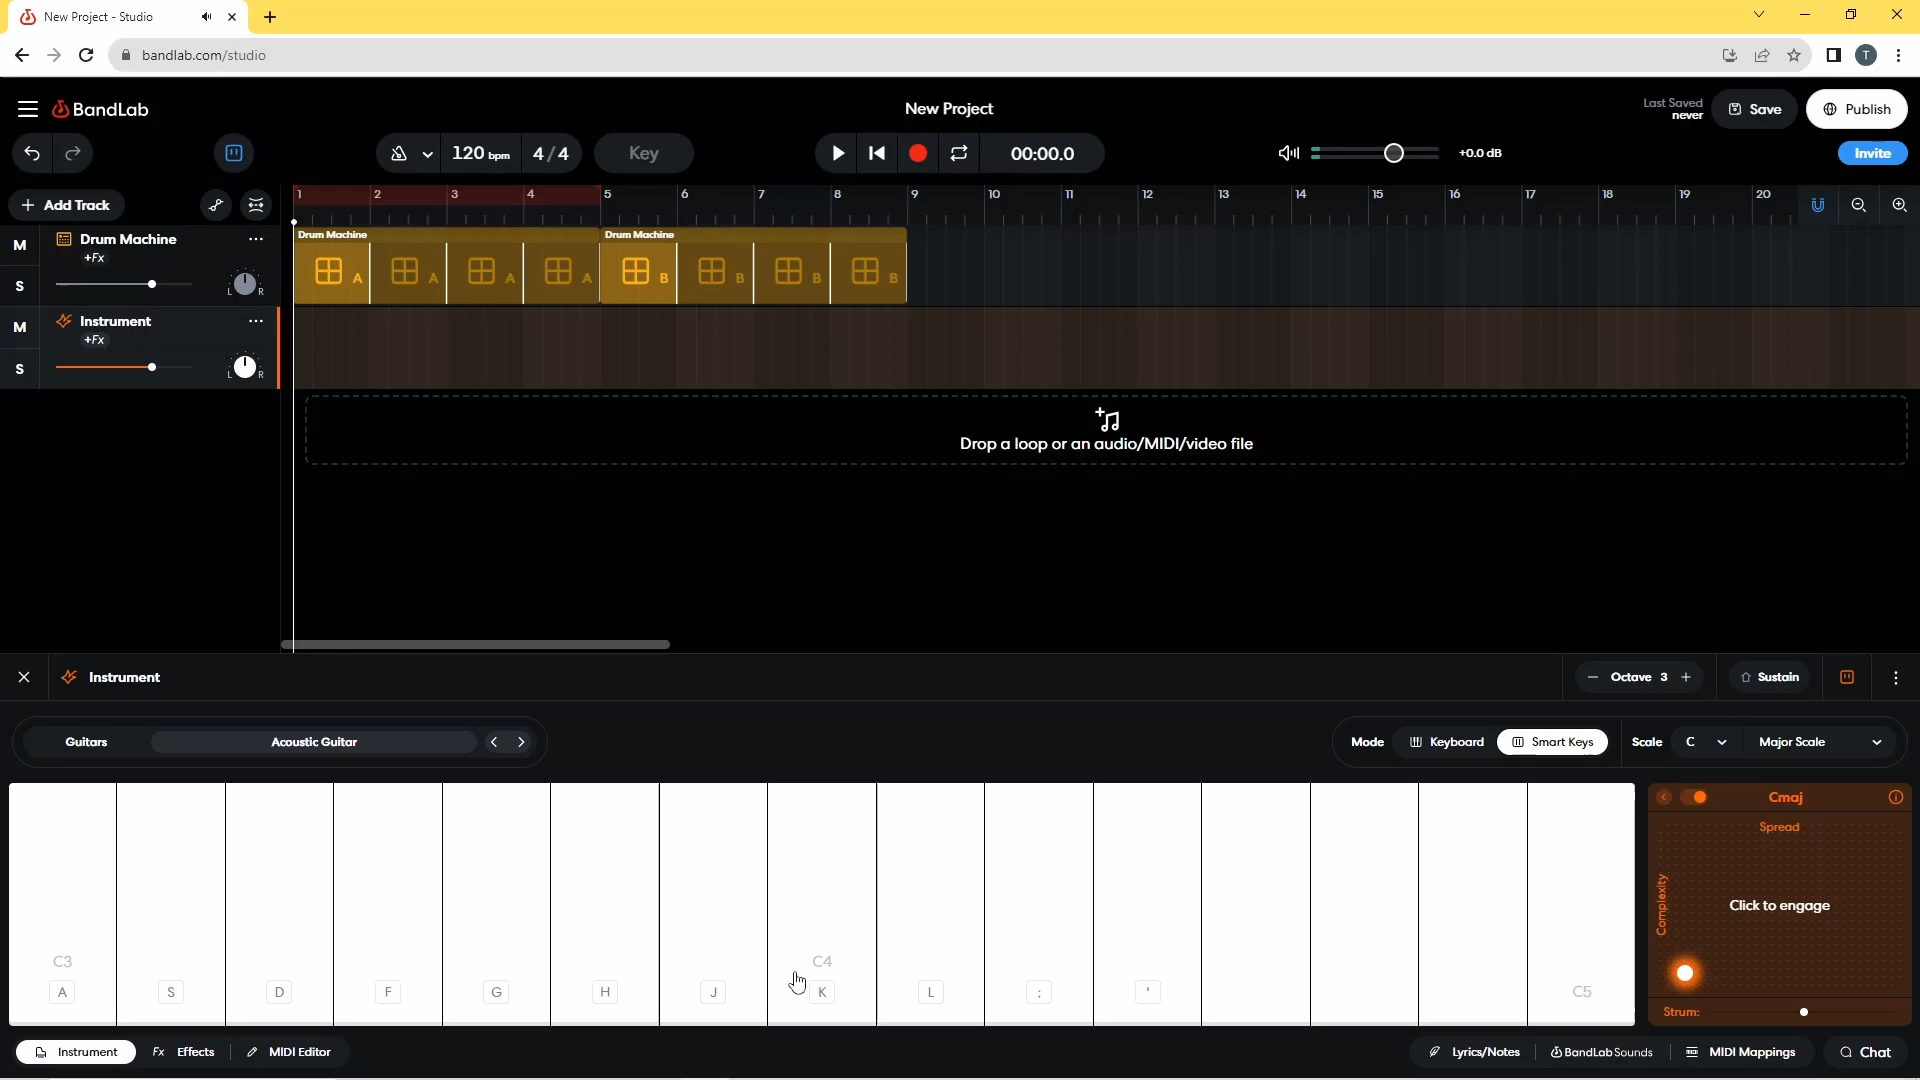 New Project - Studio
bandlab.com/studio
T
BandLab
New Project
Last Saved
never
Save
Publish
120 bpm
4/4
Key
00:00.0
+0.0 dB
Invite
Add Track
1 2 3 4 5 6 7 8 9 10 11 12 13 14 15 16 17 18 19 20
M
Drum Machine
+Fx
S
L R
Drum Machine
A A A A
Drum Machine
B B B B
M
Instrument
+Fx
S
L R
Drop a loop or an audio/MIDI/video file
Instrument
Octave 3
Sustain
Guitars
Acoustic Guitar
Mode
Keyboard
Smart Keys
Scale
C
Major Scale
C3
C4
C5
A S D F G H J K L ; '
Cmaj
Spread
Complexity
Click to engage
Strum:
Instrument
Fx Effects
MIDI Editor
Lyrics/Notes
BandLab Sounds
MIDI Mappings
Chat